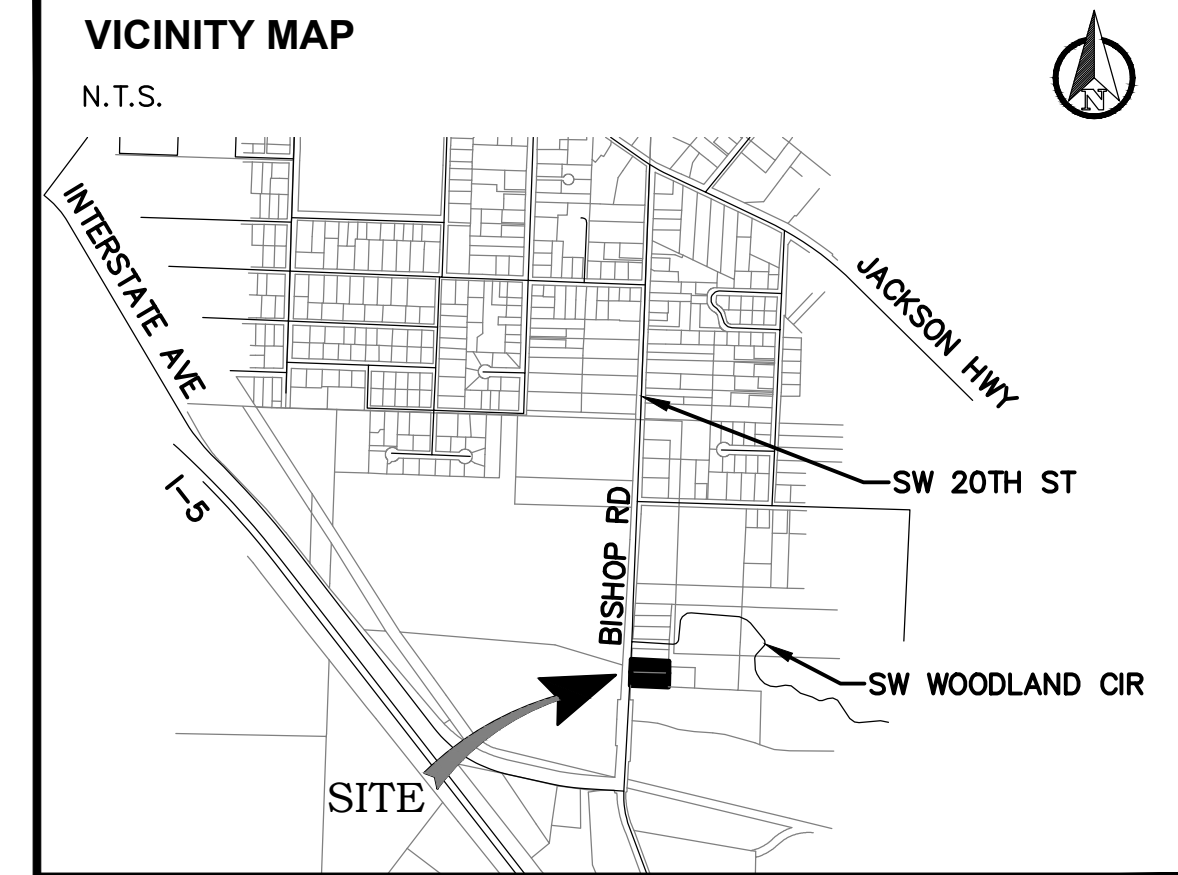 VICINITY MAP
N.T.S.
N
INTERSTATE AVE
JACKSON HWY
I-5
SW 20TH ST
BISHOP RD
SW WOODLAND CIR
SITE